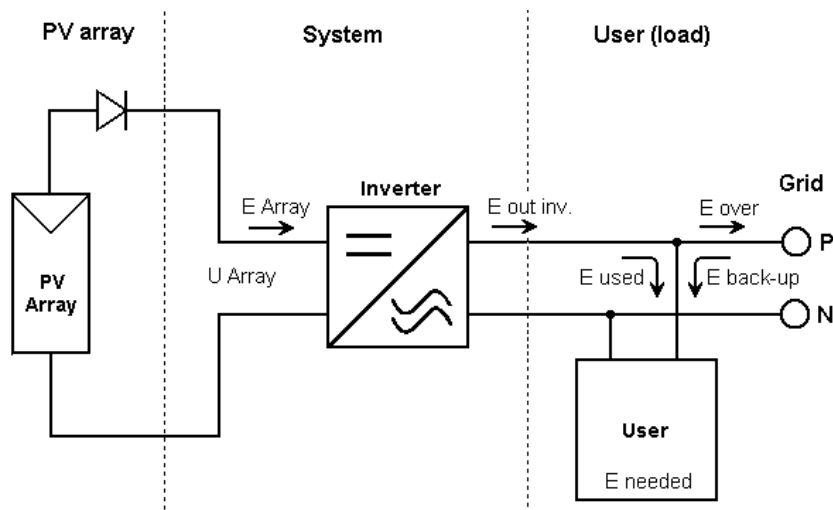 PV array
System
User (load)
Inverter
Grid
E Array
E out inv.
E over
P
PV
Array
U Array
E used
E back-up
N
User
E needed